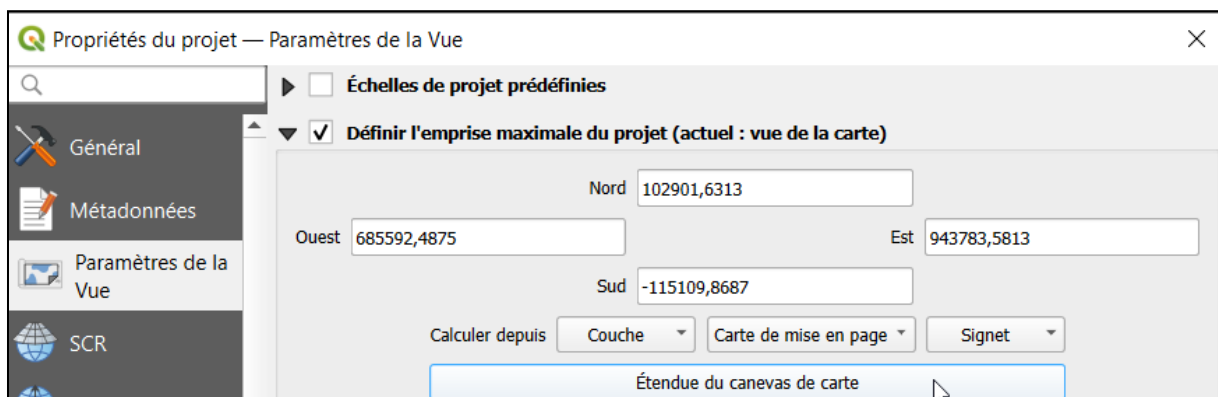 Propriétés du projet — Paramètres de la Vue
Échelles de projet prédéfinies
Général
Définir l'emprise maximale du projet (actuel : vue de la carte)
Métadonnées
Nord 102901,6313
Ouest 685592,4875 Est 943783,5813
Paramètres de la
Vue
Sud -115109,8687
SCR
Calculer depuis Couche Carte de mise en page Signet
Étendue du canevas de carte